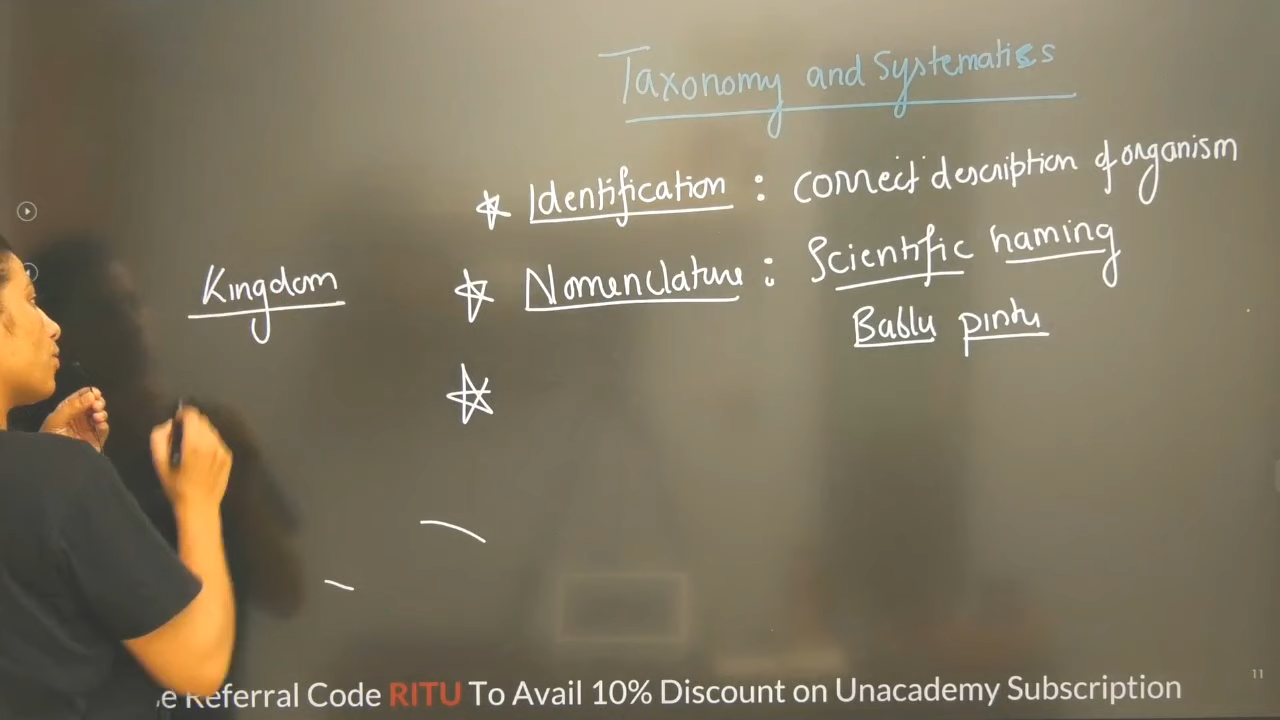 Taxonomy and Systematics
Identification : correct description of organism
Nomenclature : Scientific naming
Bablu pintu
Kingdom
e Referral Code RITU To Avail 10% Discount on Unacademy Subscription
11